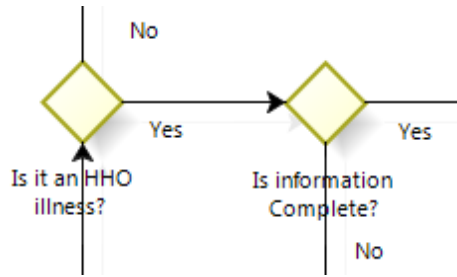 No
Yes
Yes
Is it an HHO
illness?
Is information
Complete?
No